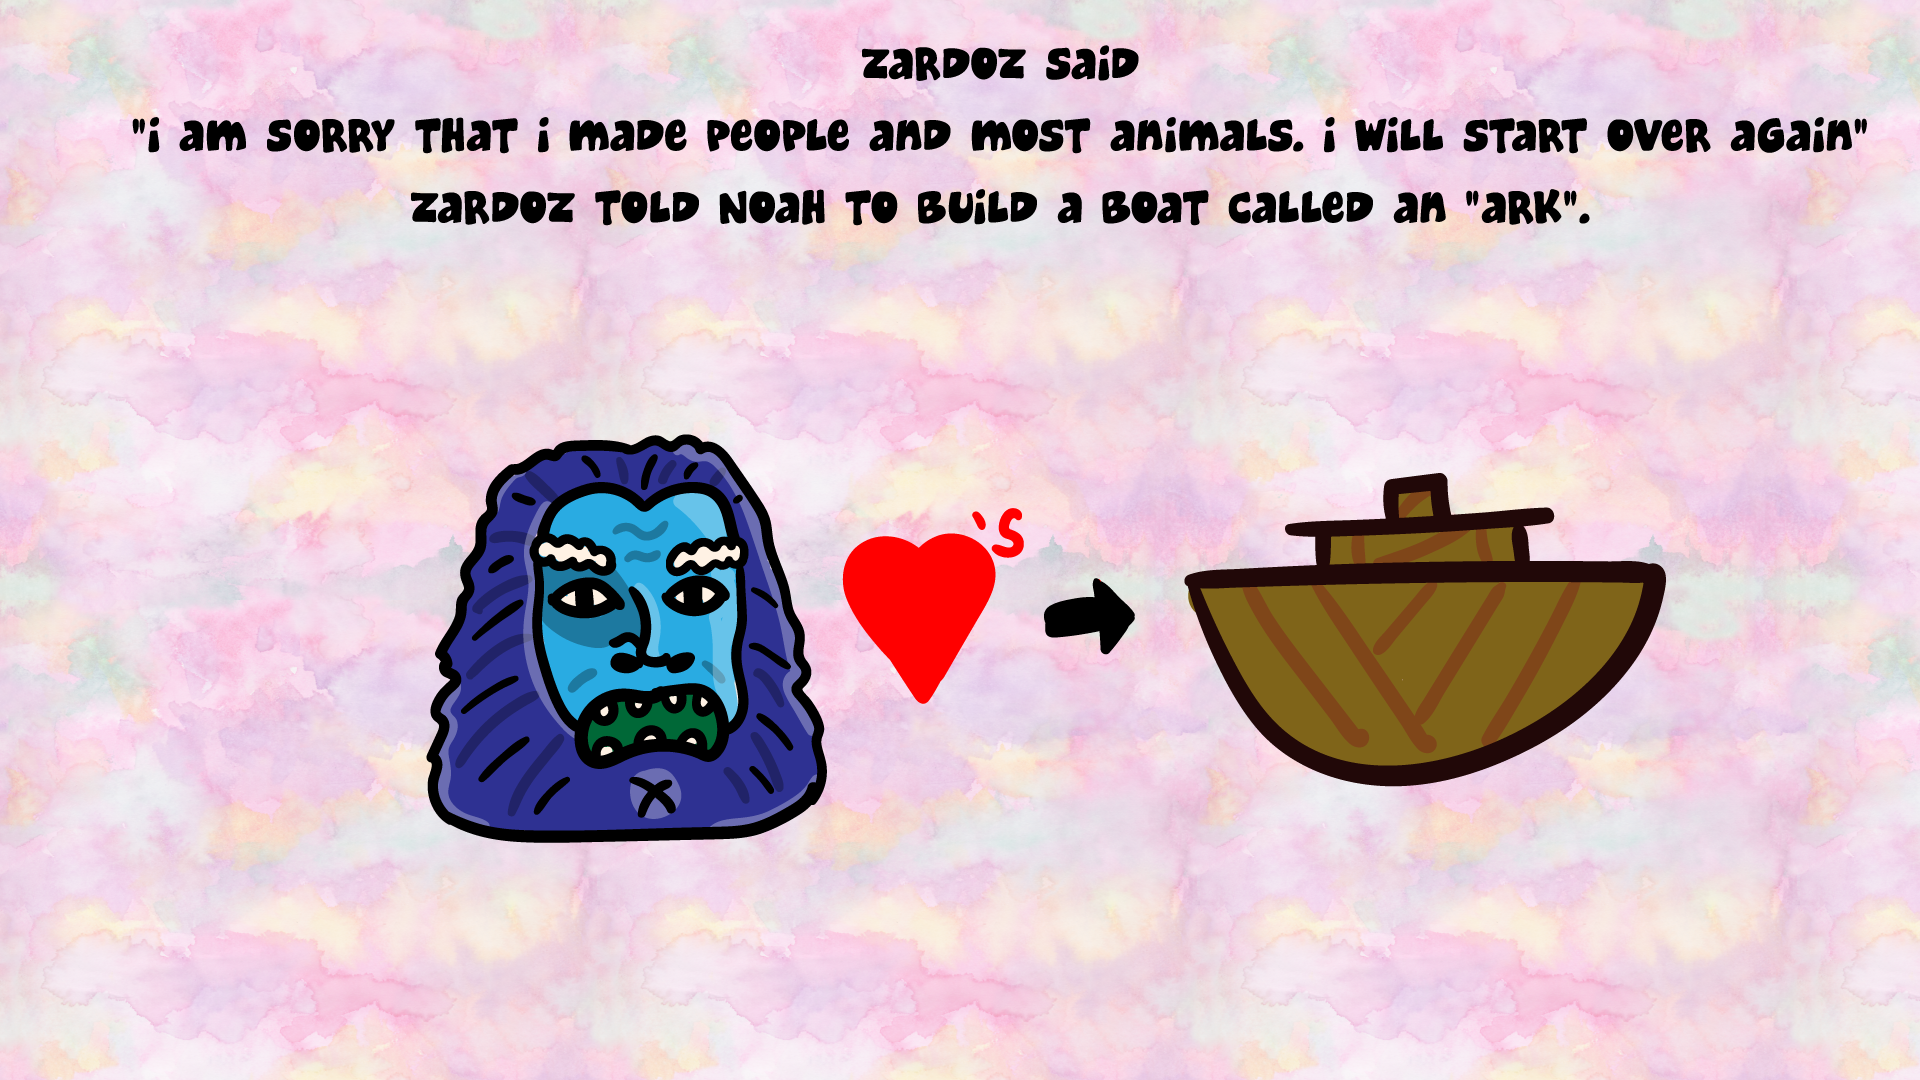 ZARDOZ SAID
"I AM SORRY THAT I MADE PEOPLE AND MOST ANIMALS. I WILL START OVER AGAIN"
ZARDOZ TOLD NOAH TO BUILD A BOAT CALLED AN "ARK".
`S